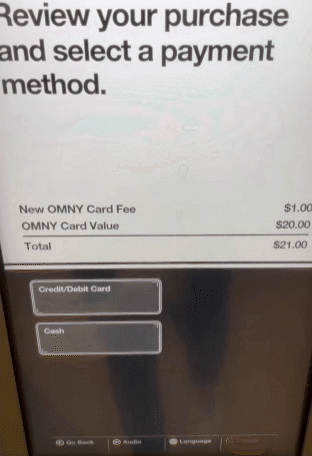 Review your purchase
and select a payment
method.
New OMNY Card Fee $1.00
OMNY Card Value $20.00
Total $21.00
Credit/Debit Card
Cash
Go Back Audio Language